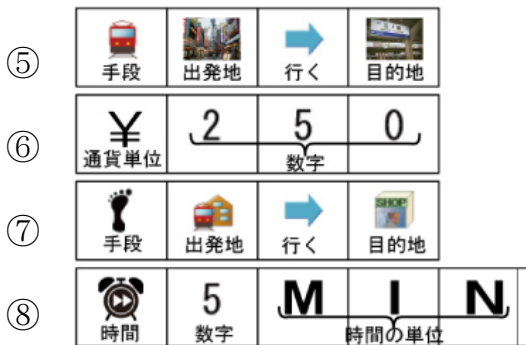 ⑤ 手段 出発地 行く 目的地
⑥ ¥ 2 5 0
通貨単位 数字
⑦ SHOP
手段 出発地 行く 目的地
⑧ 5 M I N
時間 数字 時間の単位